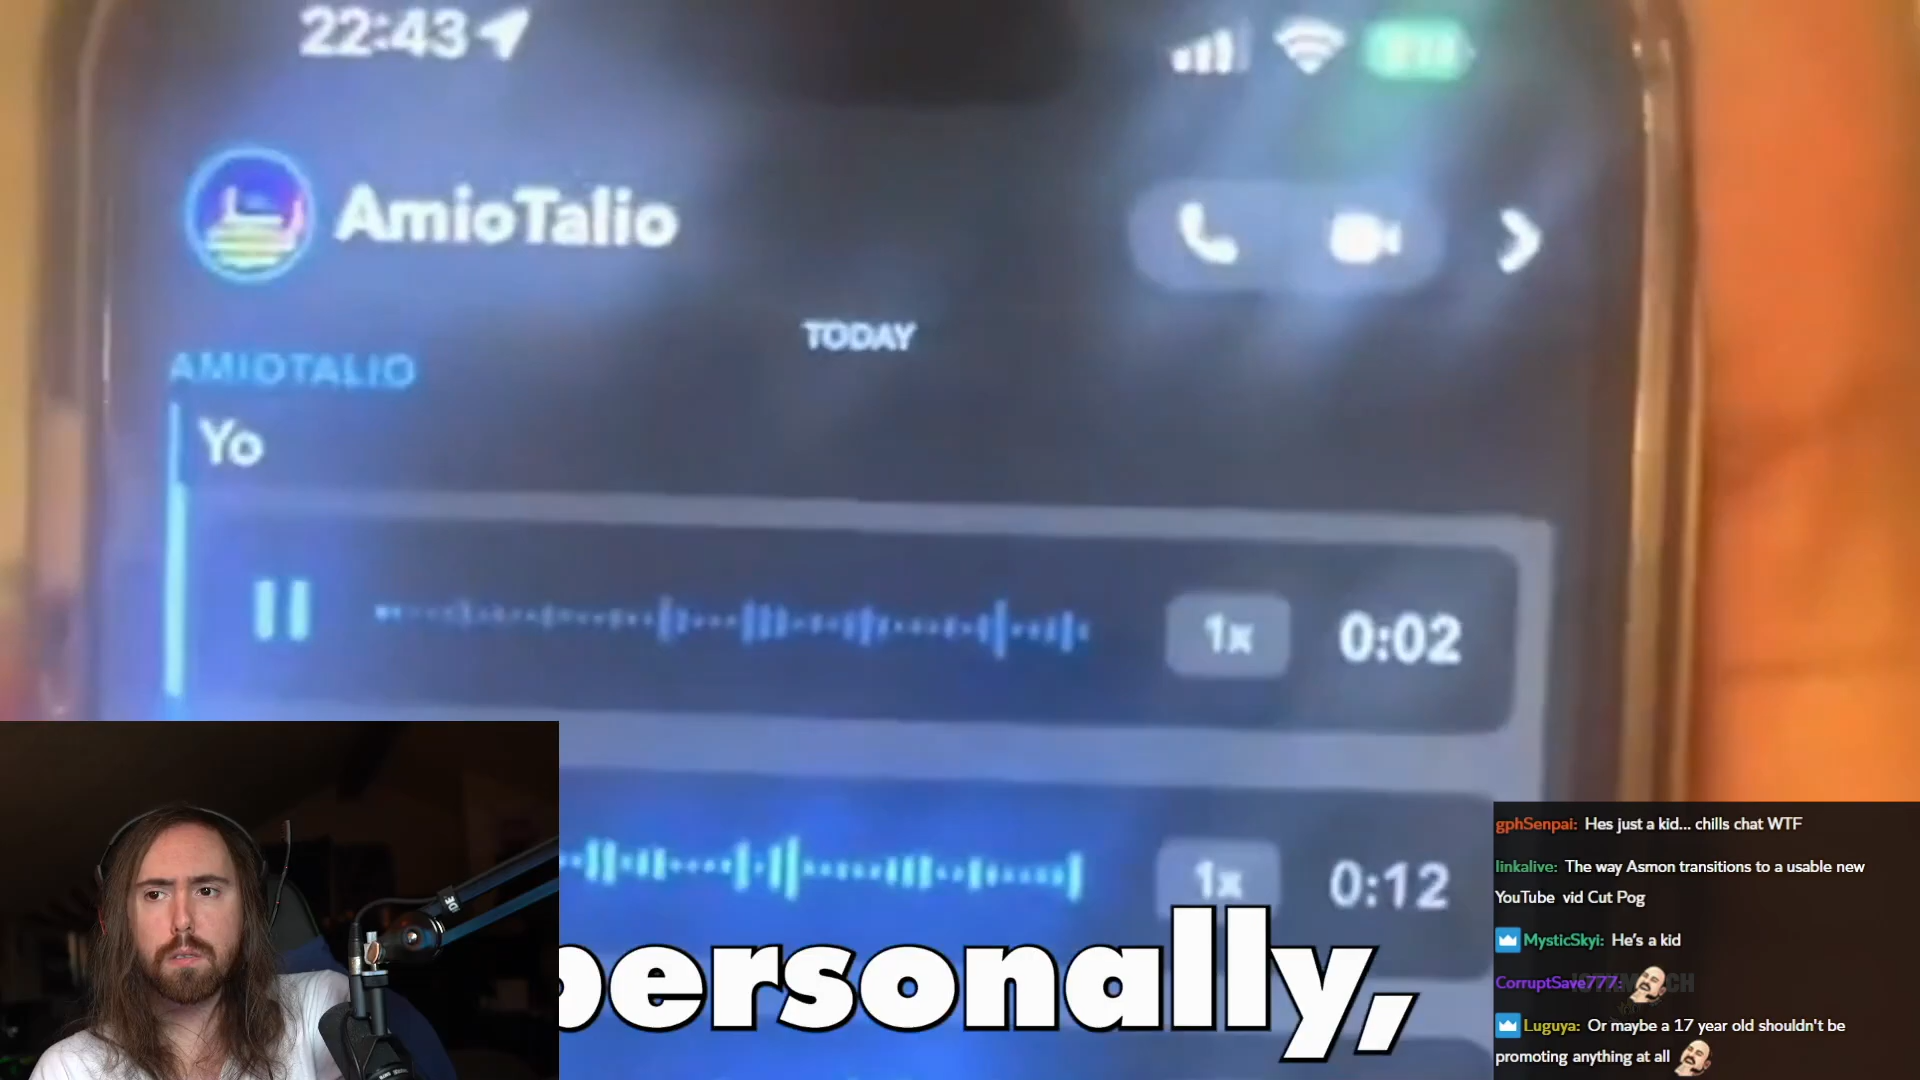 22:43
AmioTalio
TODAY
AMIOTALIO
Yo
1x 0:02
1x 0:12
personally,
gphSenpai: Hes just a kid... chills chat WTF
linkalive: The way Asmon transitions to a usable new
YouTube vid Cut Pog
MysticSkyi: He's a kid
CorruptSave777:
Luguya: Or maybe a 17 year old shouldn't be
promoting anything at all